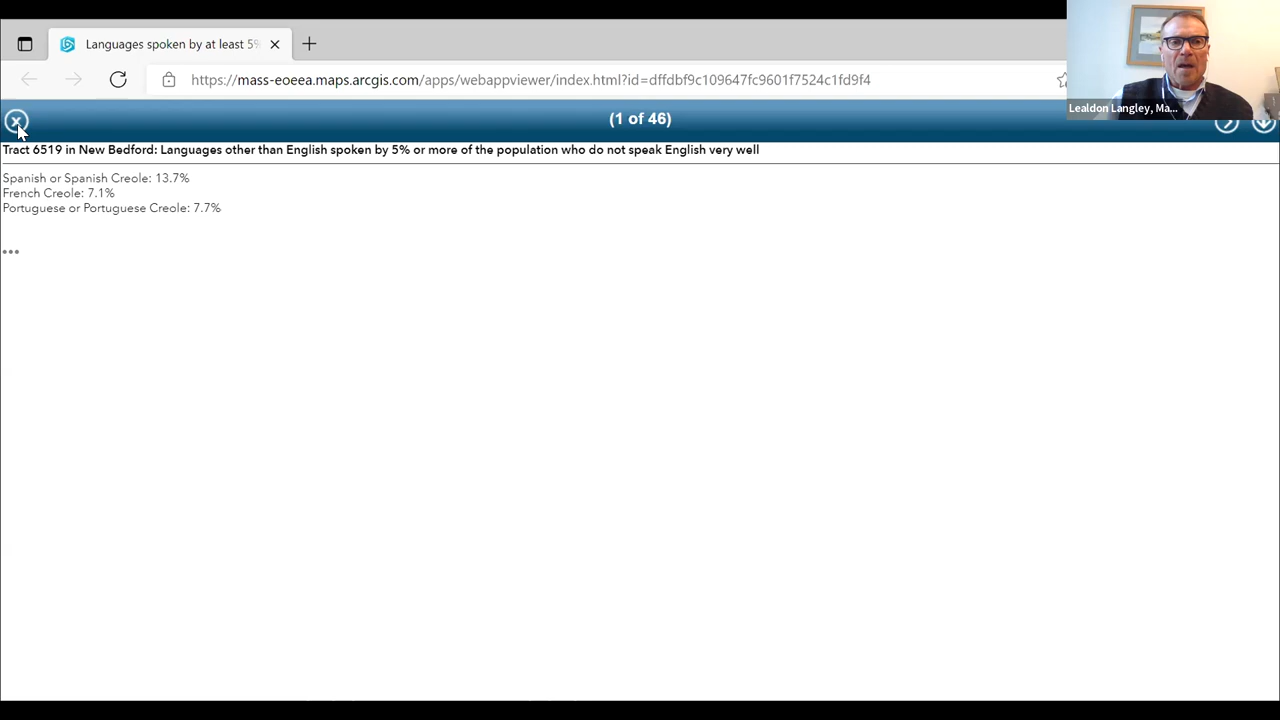 Languages spoken by at least 5%
https://mass-eoeea.maps.arcgis.com/apps/webappviewer/index.html?id=dffdbf9c109647fc9601f7524c1fd9f4
Lealdon Langley, Ma...
(1 of 46)
Tract 6519 in New Bedford: Languages other than English spoken by 5% or more of the population who do not speak English very well
Spanish or Spanish Creole: 13.7%
French Creole: 7.1%
Portuguese or Portuguese Creole: 7.7%